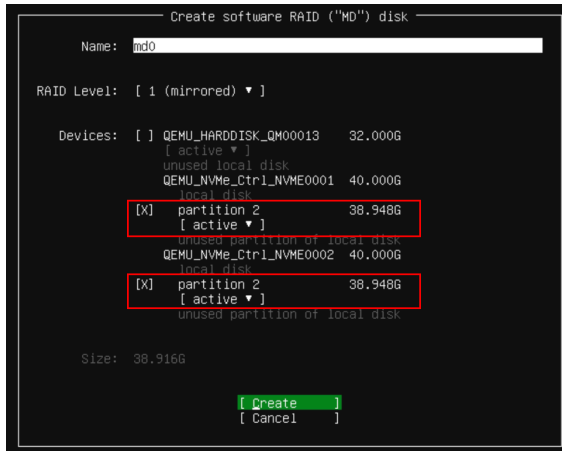 Create software RAID ("MD") disk
Name: md0
RAID Level: [ 1 (mirrored) ▼ ]
Devices: [ ] QEMU_HARDDISK_QM00013 32.000G
[ active ▼ ]
unused local disk
QEMU_NVMe_Ctrl_NVME0001 40.000G
local disk
[X] partition 2 38.948G
[ active ▼ ]
unused partition of local disk
QEMU_NVMe_Ctrl_NVME0002 40.000G
local disk
[X] partition 2 38.948G
[ active ▼ ]
unused partition of local disk
Size: 38.916G
[ Create ]
[ Cancel ]